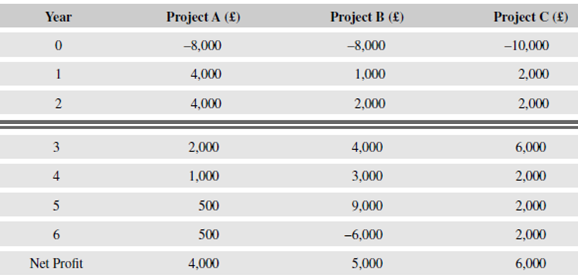 Year Project A (£) Project B (£) Project C (£)
0 –8,000 –8,000 –10,000
1 4,000 1,000 2,000
2 4,000 2,000 2,000
3 2,000 4,000 6,000
4 1,000 3,000 2,000
5 500 9,000 2,000
6 500 –6,000 2,000
Net Profit 4,000 5,000 6,000